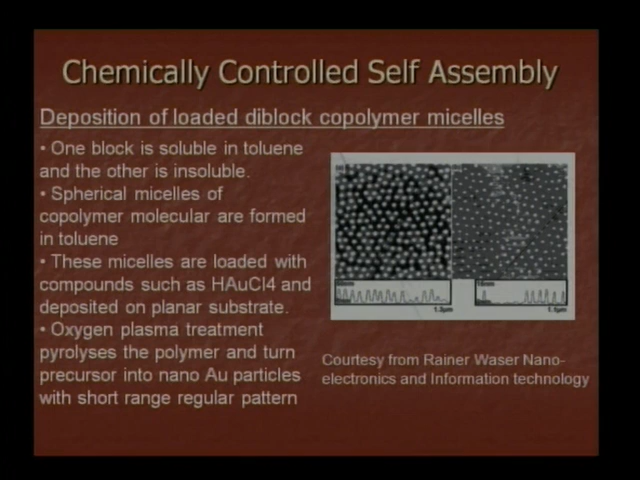 Chemically Controlled Self Assembly
Deposition of loaded diblock copolymer micelles
• One block is soluble in toluene
and the other is insoluble.
• Spherical micelles of
copolymer molecular are formed
in toluene
• These micelles are loaded with
compounds such as HAuCl4 and
deposited on planar substrate.
• Oxygen plasma treatment
pyrolyses the polymer and turn
precursor into nano Au particles
with short range regular pattern
1.3µm
1.1µm
Courtesy from Rainer Waser Nano-
electronics and Information technology